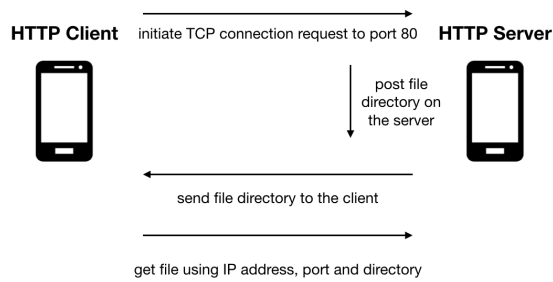 HTTP Client
initiate TCP connection request to port 80
HTTP Server
post file
directory on
the server
send file directory to the client
get file using IP address, port and directory